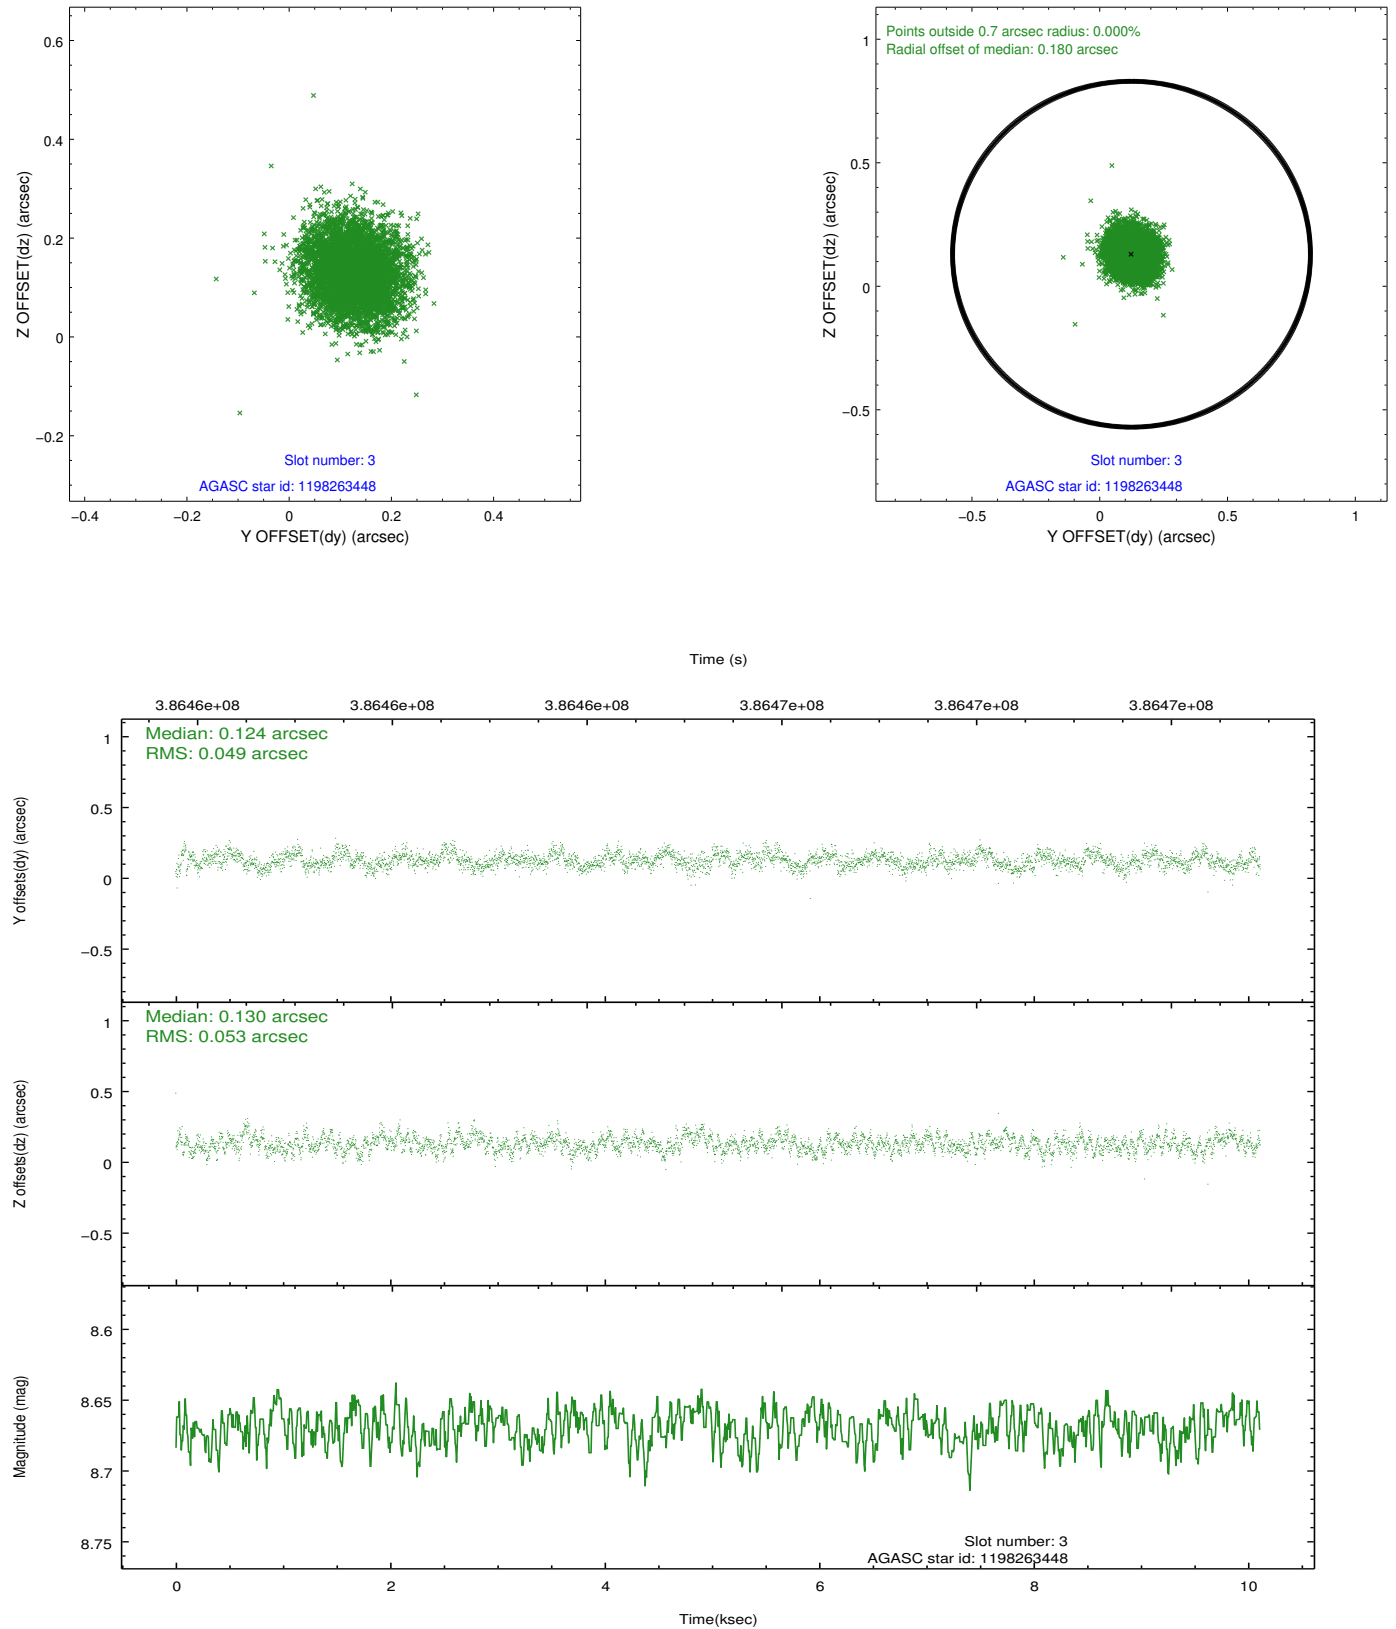 0.6
0.4
0.2
0
−0.2
Z OFFSET(dz) (arcsec)
Slot number: 3
AGASC star id: 1198263448
−0.4
−0.2
0
0.2
0.4
Y OFFSET(dy) (arcsec)
Points outside 0.7 arcsec radius: 0.000%
Radial offset of median: 0.180 arcsec
1
0.5
0
−0.5
Z OFFSET(dz) (arcsec)
Slot number: 3
AGASC star id: 1198263448
−0.5
0
0.5
1
Y OFFSET(dy) (arcsec)
Time (s)
3.8646e+08
3.8646e+08
3.8646e+08
3.8647e+08
3.8647e+08
3.8647e+08
Median: 0.124 arcsec
RMS: 0.049 arcsec
1
0.5
0
−0.5
Y offsets(dy) (arcsec)
Median: 0.130 arcsec
RMS: 0.053 arcsec
1
0.5
0
−0.5
Z offsets(dz) (arcsec)
8.6
8.65
8.7
8.75
Magnitude (mag)
Slot number: 3
AGASC star id: 1198263448
0
2
4
6
8
10
Time(ksec)